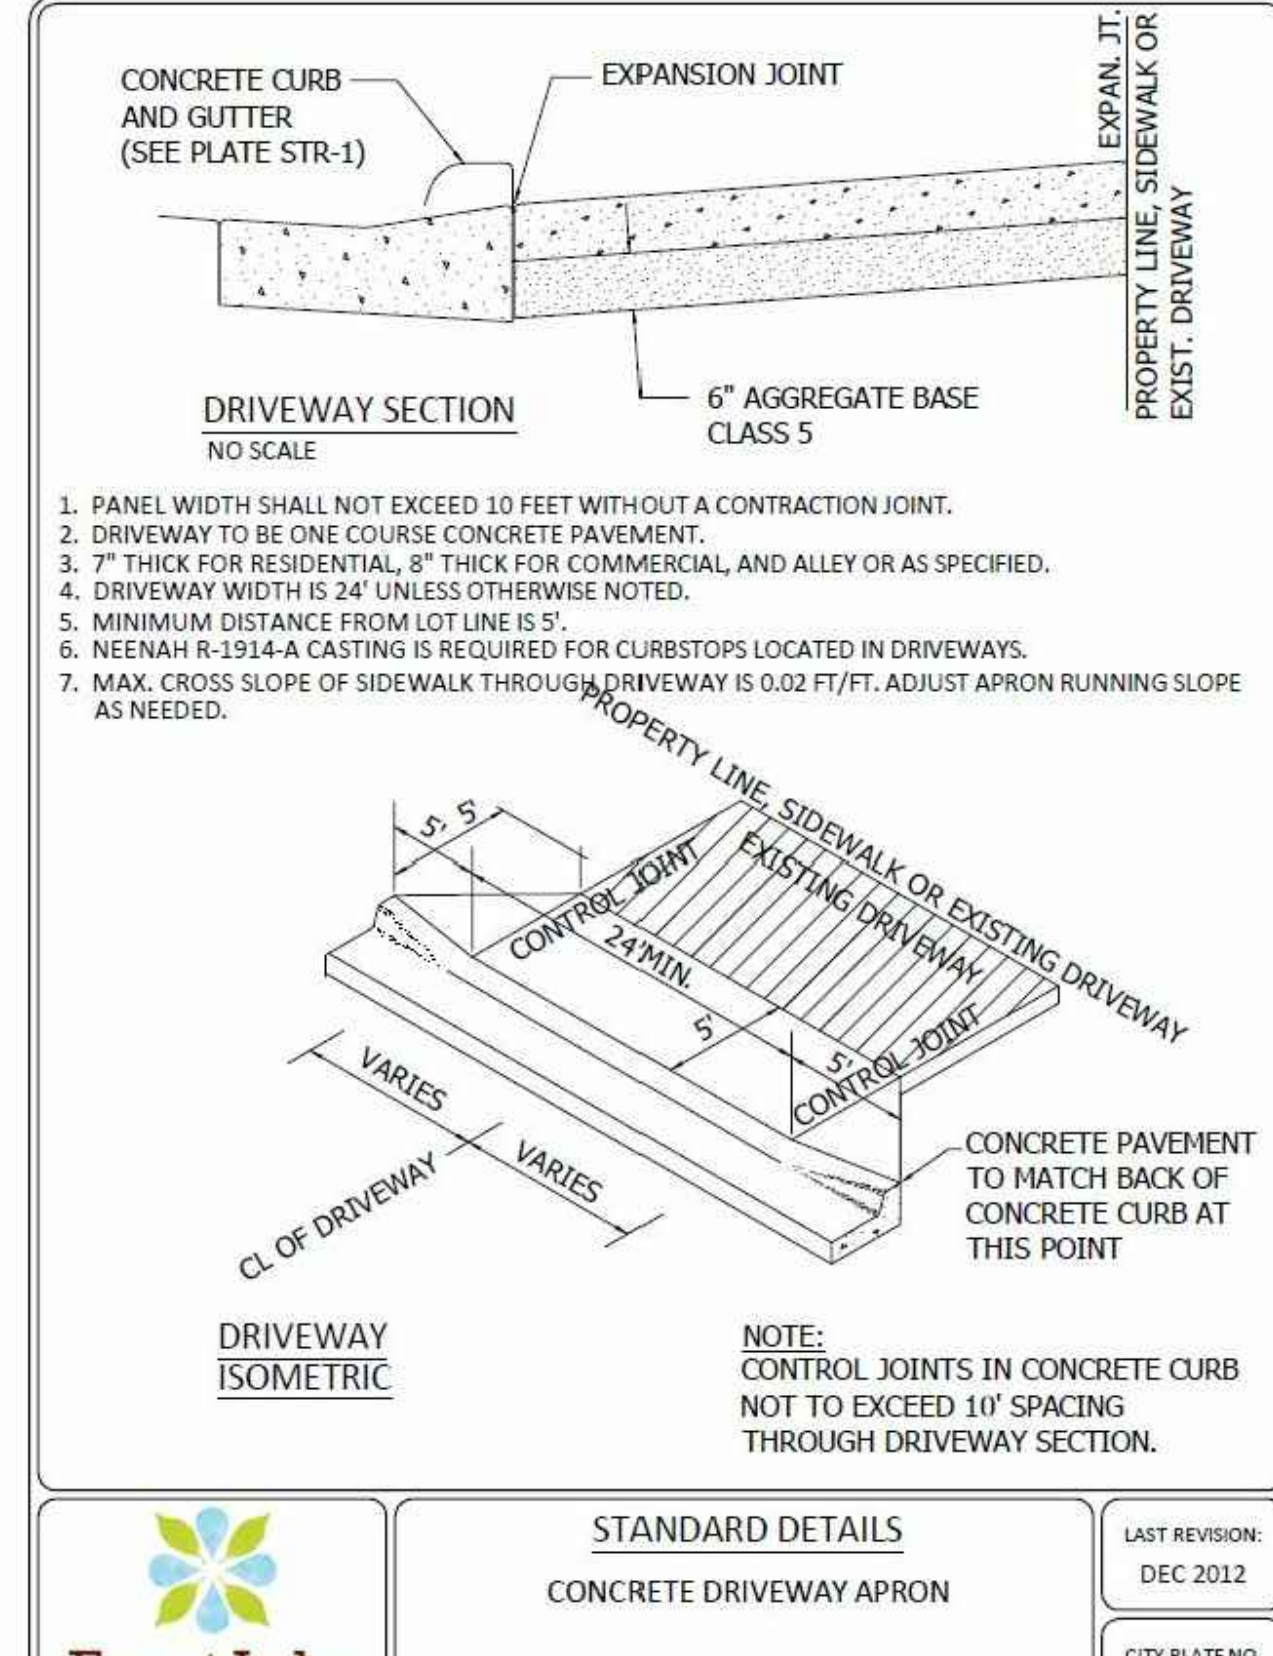 CONCRETE CURB
AND GUTTER
(SEE PLATE STR-1)
EXPANSION JOINT
EXPAN. JT.
PROPERTY LINE, SIDEWALK OR
EXIST. DRIVEWAY
6" AGGREGATE BASE
CLASS 5
DRIVEWAY SECTION
NO SCALE
1. PANEL WIDTH SHALL NOT EXCEED 10 FEET WITHOUT A CONTRACTION JOINT.
2. DRIVEWAY TO BE ONE COURSE CONCRETE PAVEMENT.
3. 7" THICK FOR RESIDENTIAL, 8" THICK FOR COMMERCIAL, AND ALLEY OR AS SPECIFIED.
4. DRIVEWAY WIDTH IS 24' UNLESS OTHERWISE NOTED.
5. MINIMUM DISTANCE FROM LOT LINE IS 5'.
6. NEENAH R-1914-A CASTING IS REQUIRED FOR CURBSTOPS LOCATED IN DRIVEWAYS.
7. MAX. CROSS SLOPE OF SIDEWALK THROUGH DRIVEWAY IS 0.02 FT/FT. ADJUST APRON RUNNING SLOPE
AS NEEDED.
PROPERTY LINE, SIDEWALK OR EXISTING DRIVEWAY
5' 5'
EXISTING DRIVEWAY
CONTROL JOINT
24'MIN.
5'
5'
CONTROL JOINT
VARIES
VARIES
CL OF DRIVEWAY
CONCRETE PAVEMENT
TO MATCH BACK OF
CONCRETE CURB AT
THIS POINT
DRIVEWAY
ISOMETRIC
NOTE:
CONTROL JOINTS IN CONCRETE CURB
NOT TO EXCEED 10' SPACING
THROUGH DRIVEWAY SECTION.
STANDARD DETAILS
CONCRETE DRIVEWAY APRON
LAST REVISION:
DEC 2012